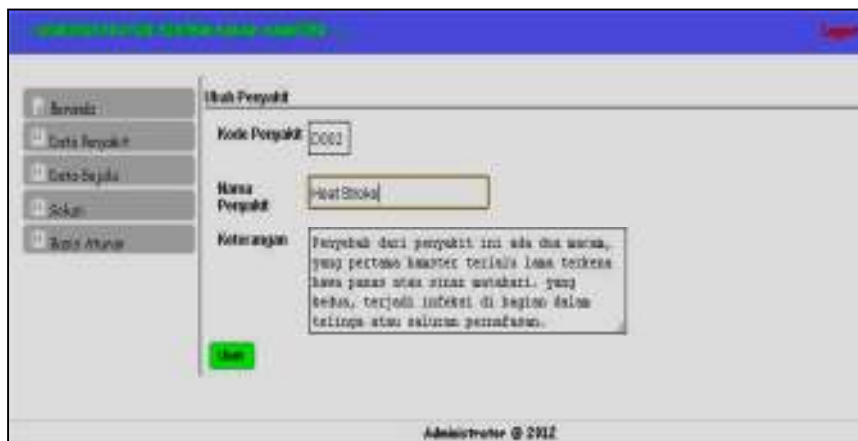 Logout
Beranda
Data Penyakit
Data Gejala
Solusi
Basis Aturan
Ubah Penyakit
Kode Penyakit D002
Nama Penyakit Heat Stroke
Keterangan
Penyebab dari penyakit ini ada dua macam,
yang pertama hamster terlalu lama terkena
hawa panas atau sinar matahari. yang
kedua, terjadi infeksi di bagian dalam
telinga atau saluran pernafasan.
Ubah
Administrator @ 2012